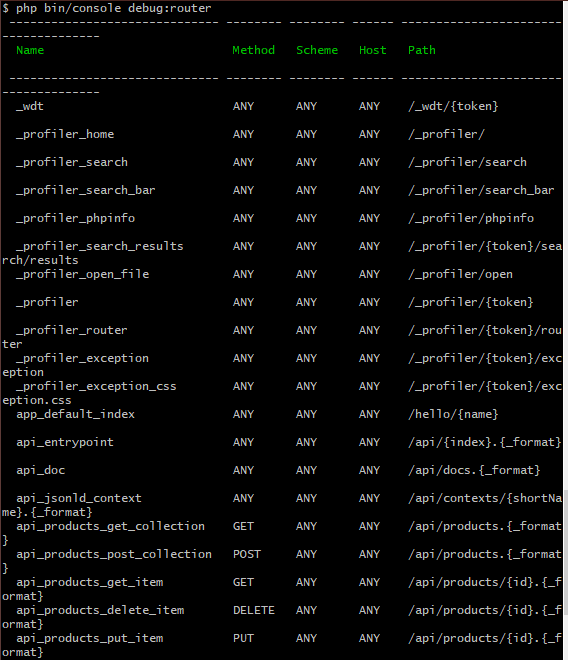 $ php bin/console debug:router
 ------------------------------ -------- -------- ------ -----------------------
--------------
  Name                           Method   Scheme   Host   Path
 ------------------------------ -------- -------- ------ -----------------------
--------------
  _wdt                           ANY      ANY      ANY    /_wdt/{token}
  _profiler_home                 ANY      ANY      ANY    /_profiler/
  _profiler_search               ANY      ANY      ANY    /_profiler/search
  _profiler_search_bar           ANY      ANY      ANY    /_profiler/search_bar
  _profiler_phpinfo              ANY      ANY      ANY    /_profiler/phpinfo
  _profiler_search_results       ANY      ANY      ANY    /_profiler/{token}/sea
rch/results
  _profiler_open_file            ANY      ANY      ANY    /_profiler/open
  _profiler                      ANY      ANY      ANY    /_profiler/{token}
  _profiler_router               ANY      ANY      ANY    /_profiler/{token}/rou
ter
  _profiler_exception            ANY      ANY      ANY    /_profiler/{token}/exc
eption
  _profiler_exception_css        ANY      ANY      ANY    /_profiler/{token}/exc
eption.css
  app_default_index              ANY      ANY      ANY    /hello/{name}
  api_entrypoint                 ANY      ANY      ANY    /api/{index}.{_format}
  api_doc                        ANY      ANY      ANY    /api/docs.{_format}
  api_jsonld_context             ANY      ANY      ANY    /api/contexts/{shortNa
me}.{_format}
  api_products_get_collection    GET      ANY      ANY    /api/products.{_format
}
  api_products_post_collection   POST     ANY      ANY    /api/products.{_format
}
  api_products_get_item          GET      ANY      ANY    /api/products/{id}.{_f
ormat}
  api_products_delete_item       DELETE   ANY      ANY    /api/products/{id}.{_f
ormat}
  api_products_put_item          PUT      ANY      ANY    /api/products/{id}.{_f
ormat}